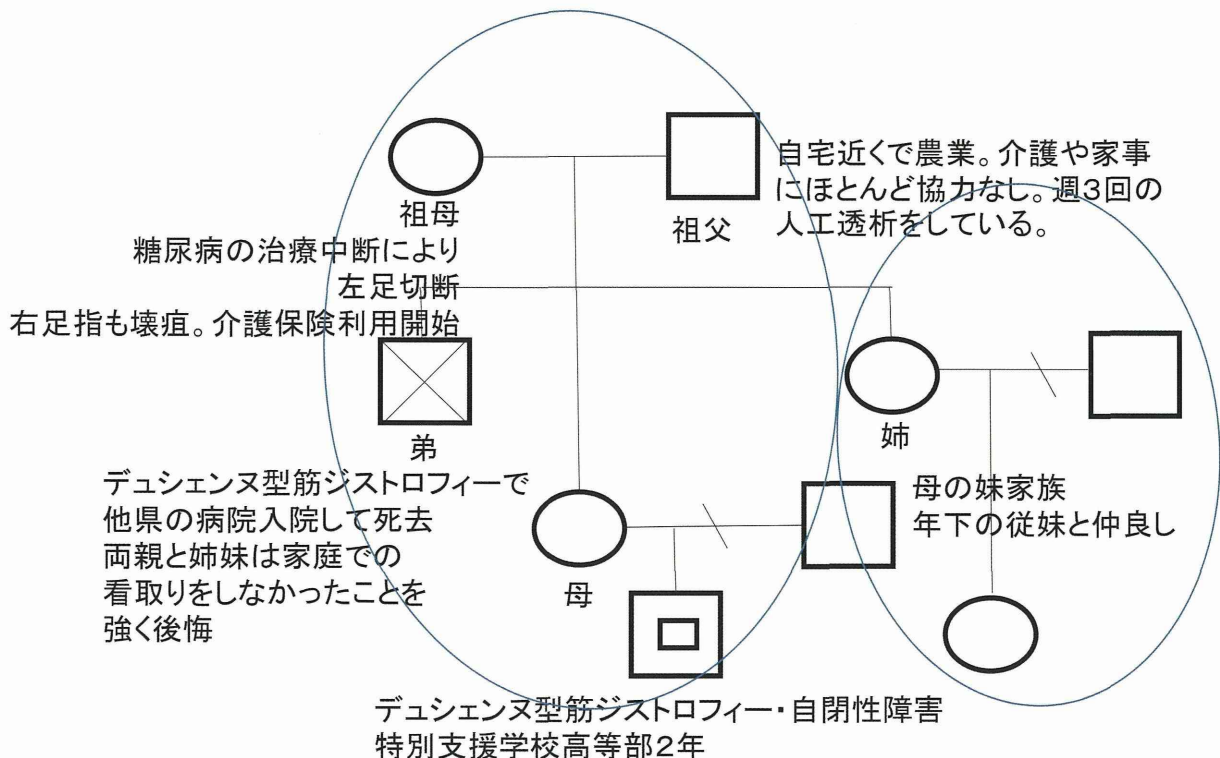 祖母
祖父
自宅近くで農業。介護や家事
にほとんど協力なし。週3回の
人工透析をしている。
糖尿病の治療中断により
左足切断
右足指も壊疽。介護保険利用開始
弟
姉
デュシェンヌ型筋ジストロフィーで
他県の病院入院して死去
両親と姉妹は家庭での
看取りをしなかったことを
強く後悔
母
母の妹家族
年下の従妹と仲良し
デュシェンヌ型筋ジストロフィー・自閉性障害
特別支援学校高等部2年